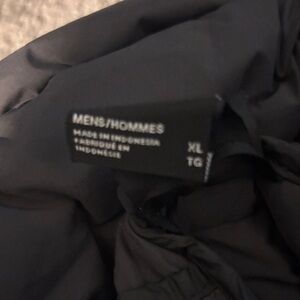 MENS/HOMMES
MADE IN INDONESIA
FABRIQUÉ EN
INDONÉSIE
XL
TG